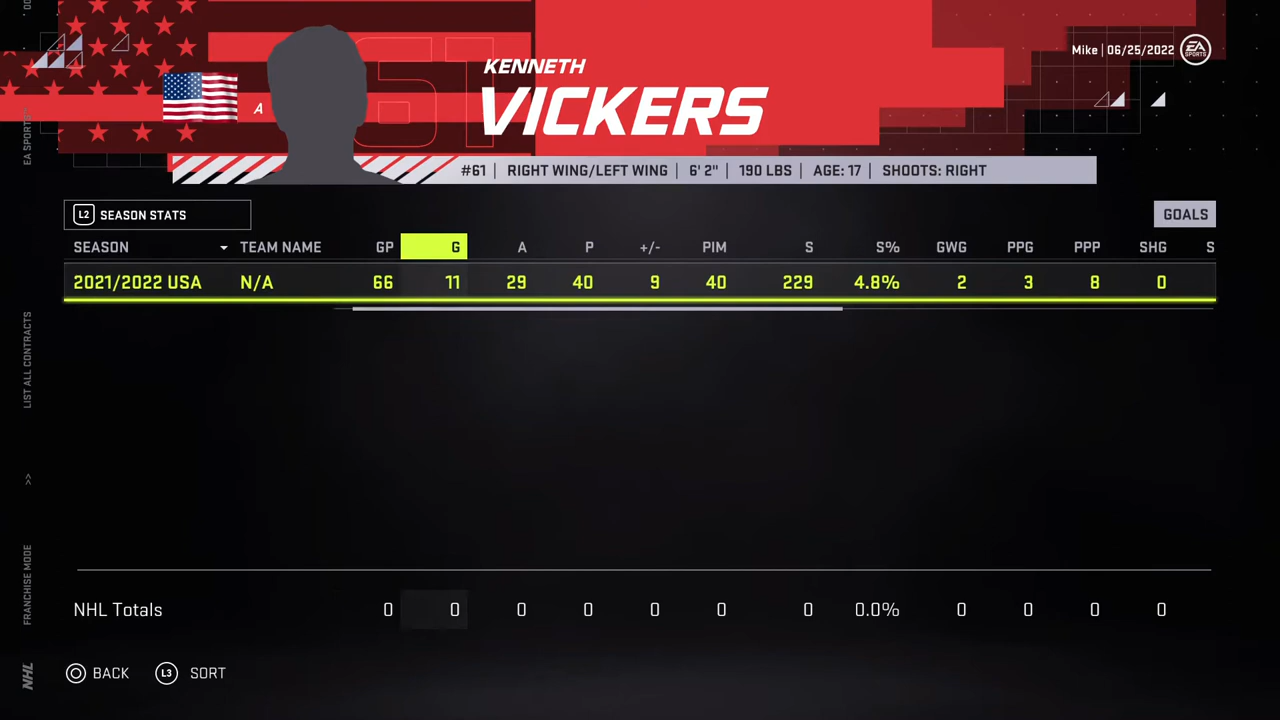 KENNETH
VICKERS
Mike | 06/25/2022
EA SPORTS
A
61
#61 | RIGHT WING/LEFT WING | 6' 2" | 190 LBS | AGE: 17 | SHOOTS: RIGHT
L2 SEASON STATS
GOALS
SEASON TEAM NAME GP G A P +/- PIM S S% GWG PPG PPP SHG S
2021/2022 USA N/A 66 11 29 40 9 40 229 4.8% 2 3 8 0
NHL Totals 0 0 0 0 0 0 0 0.0% 0 0 0 0
BACK L3 SORT
NHL
FRANCHISE MODE
>>
LIST ALL CONTRACTS
EA SPORTS